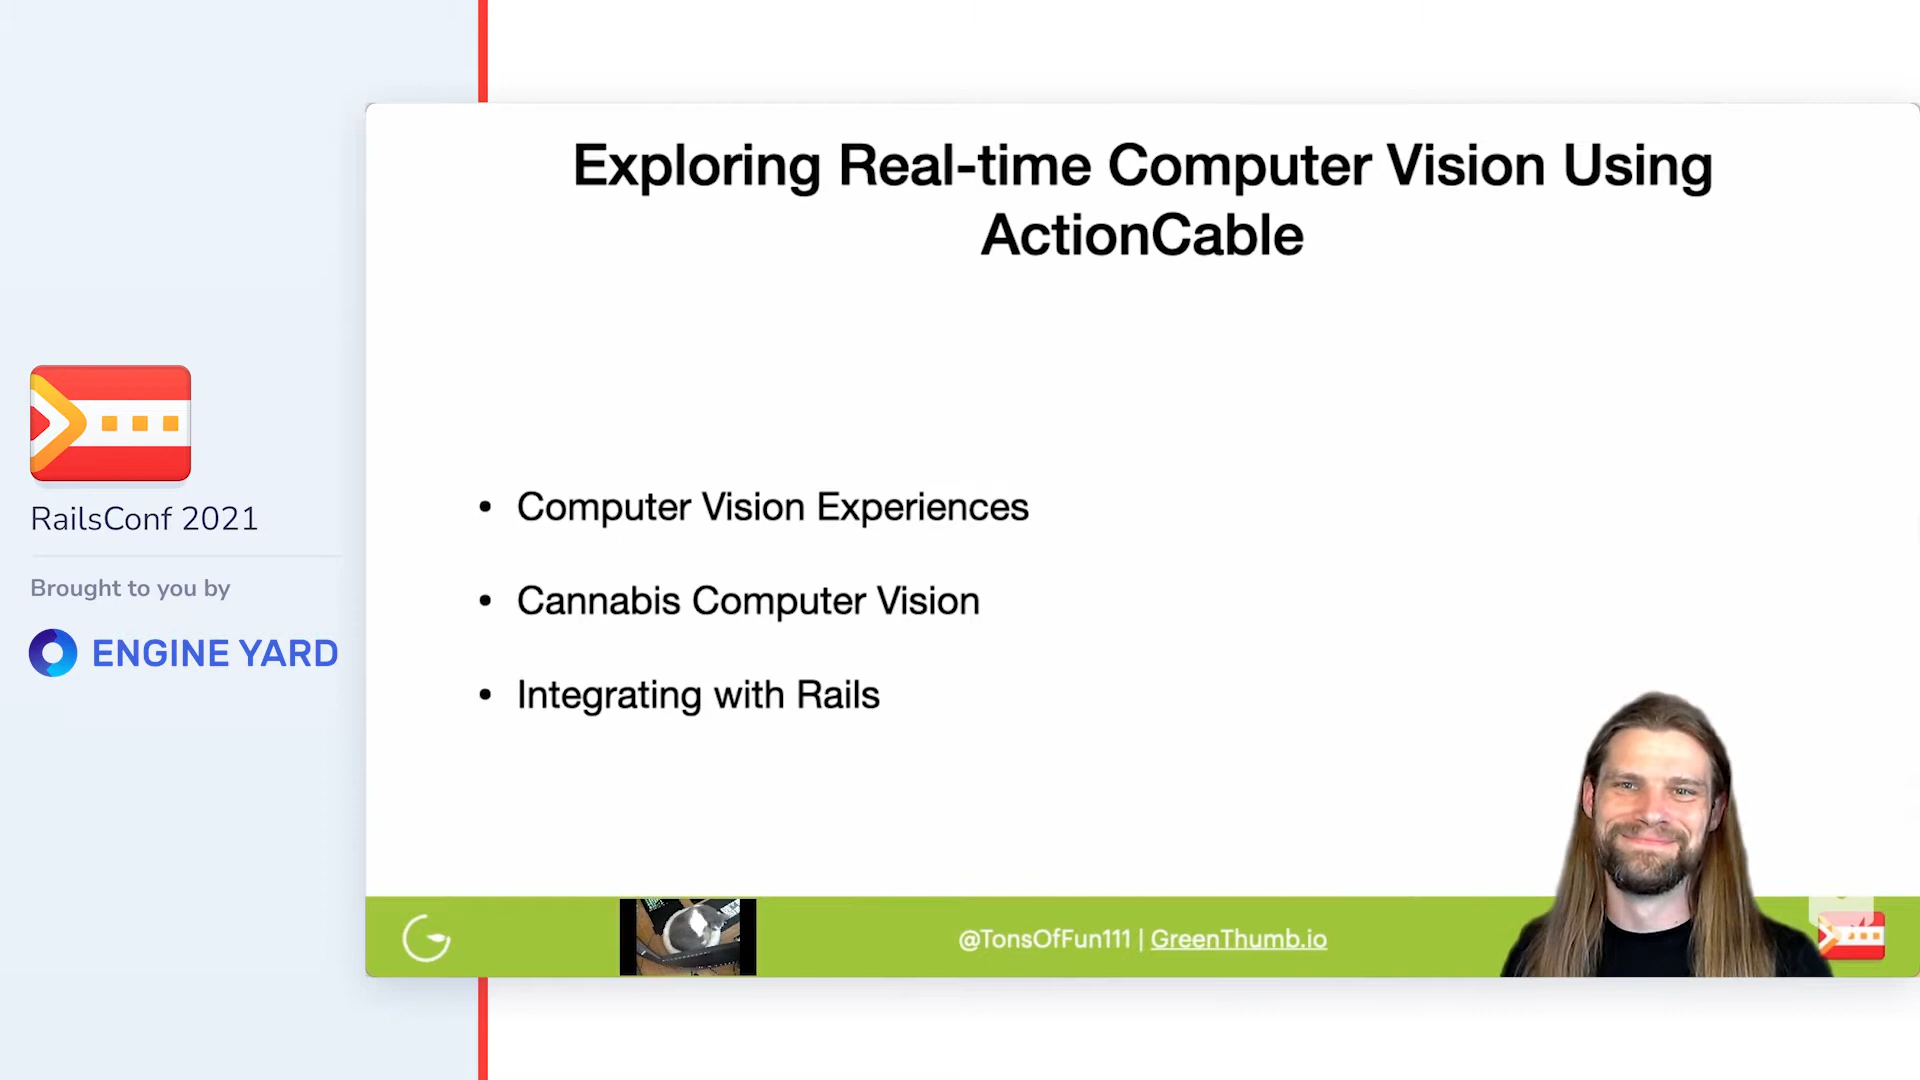 Exploring Real-time Computer Vision Using
ActionCable
• Computer Vision Experiences
• Cannabis Computer Vision
• Integrating with Rails
RailsConf 2021
Brought to you by
ENGINE YARD
@TonsOfFun111 | GreenThumb.io